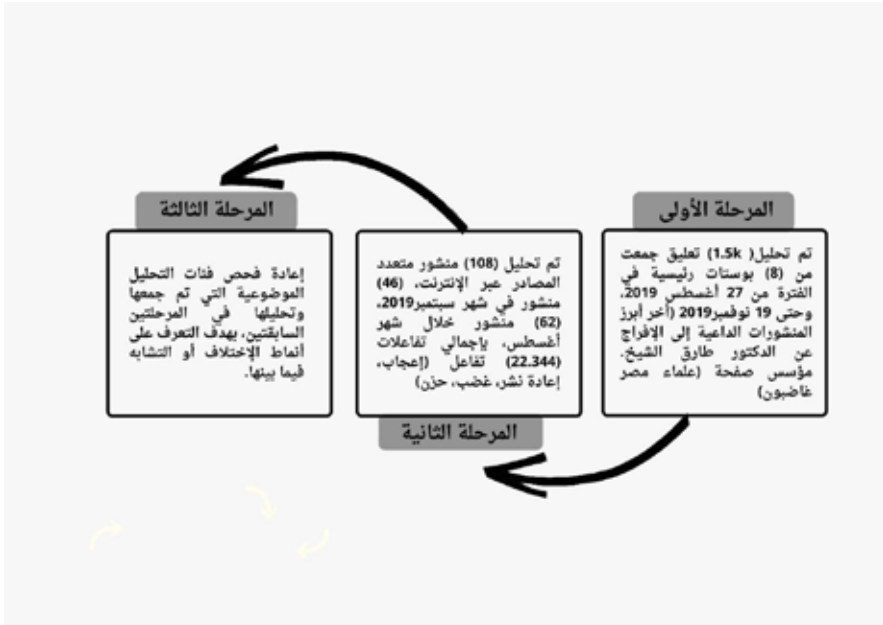 المرحلة الأولى
تم تحليل( 1.5k) تعليق جمعت
من (8) بوستات رئيسية في
الفترة من 27 أغسطس 2019،
وحتى 19 نوفمبر2019 (أخر أبرز
المنشورات الداعية إلى الإفراج
عن الدكتور طارق الشيخ.
مؤسس صفحة (علماء مصر
غاضبون)
تم تحليل (108) منشور متعدد
المصادر عبر الإنترنت، (46)
منشور في شهر سبتمبر2019،
(62) منشور خلال شهر
أغسطس، بإجمالي تفاعلات
(22.344) تفاعل (إعجاب،
إعادة نشر، غضب، حزن)
المرحلة الثانية
المرحلة الثالثة
إعادة فحص فئات التحليل
الموضوعية التي تم جمعها
وتحليلها في المرحلتين
السابقتين، بهدف التعرف على
أنماط الإختلاف أو التشابه
فيما بينها.